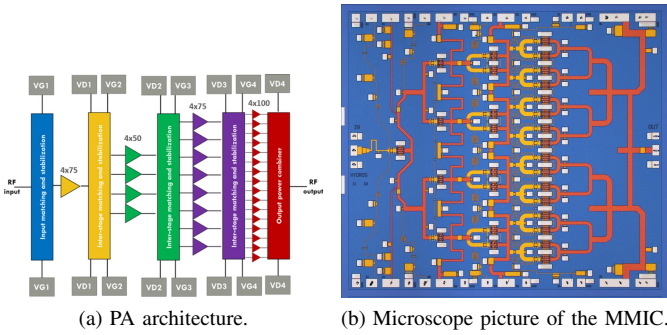 VG1
VD1
VG2
VD2
VG3
VD3
VG4
VD4
4x75
4x50
4x75
4x100
RF
input
Input matching and stabilization
Inter-stage matching and stabilization
Inter-stage matching and stabilization
Inter-stage matching and stabilization
Output power combiner
RF
output
VG1
VD1
VG2
VD2
VG3
VD3
VG4
VD4
(a) PA architecture.
IN
OUT
(b) Microscope picture of the MMIC.